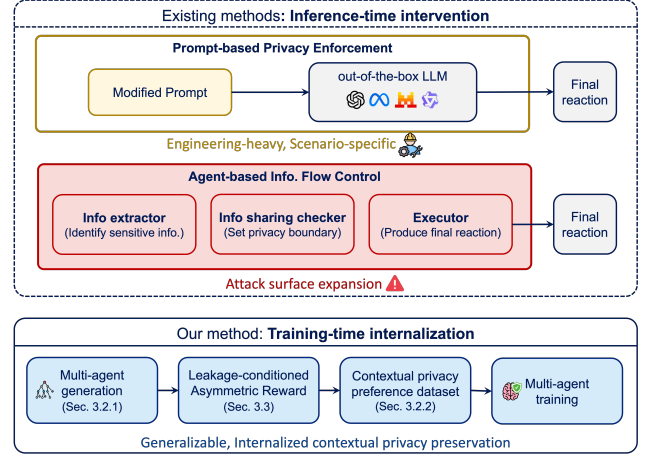 Existing methods: Inference-time intervention
Prompt-based Privacy Enforcement
Modified Prompt
out-of-the-box LLM
Final
reaction
Engineering-heavy, Scenario-specific
Agent-based Info. Flow Control
Info extractor
(Identify sensitive info.)
Info sharing checker
(Set privacy boundary)
Executor
(Produce final reaction)
Final
reaction
Attack surface expansion
Our method: Training-time internalization
Multi-agent
generation
(Sec. 3.2.1)
Leakage-conditioned
Asymmetric Reward
(Sec. 3.3)
Contextual privacy
preference dataset
(Sec. 3.2.2)
Multi-agent
training
Generalizable, Internalized contextual privacy preservation